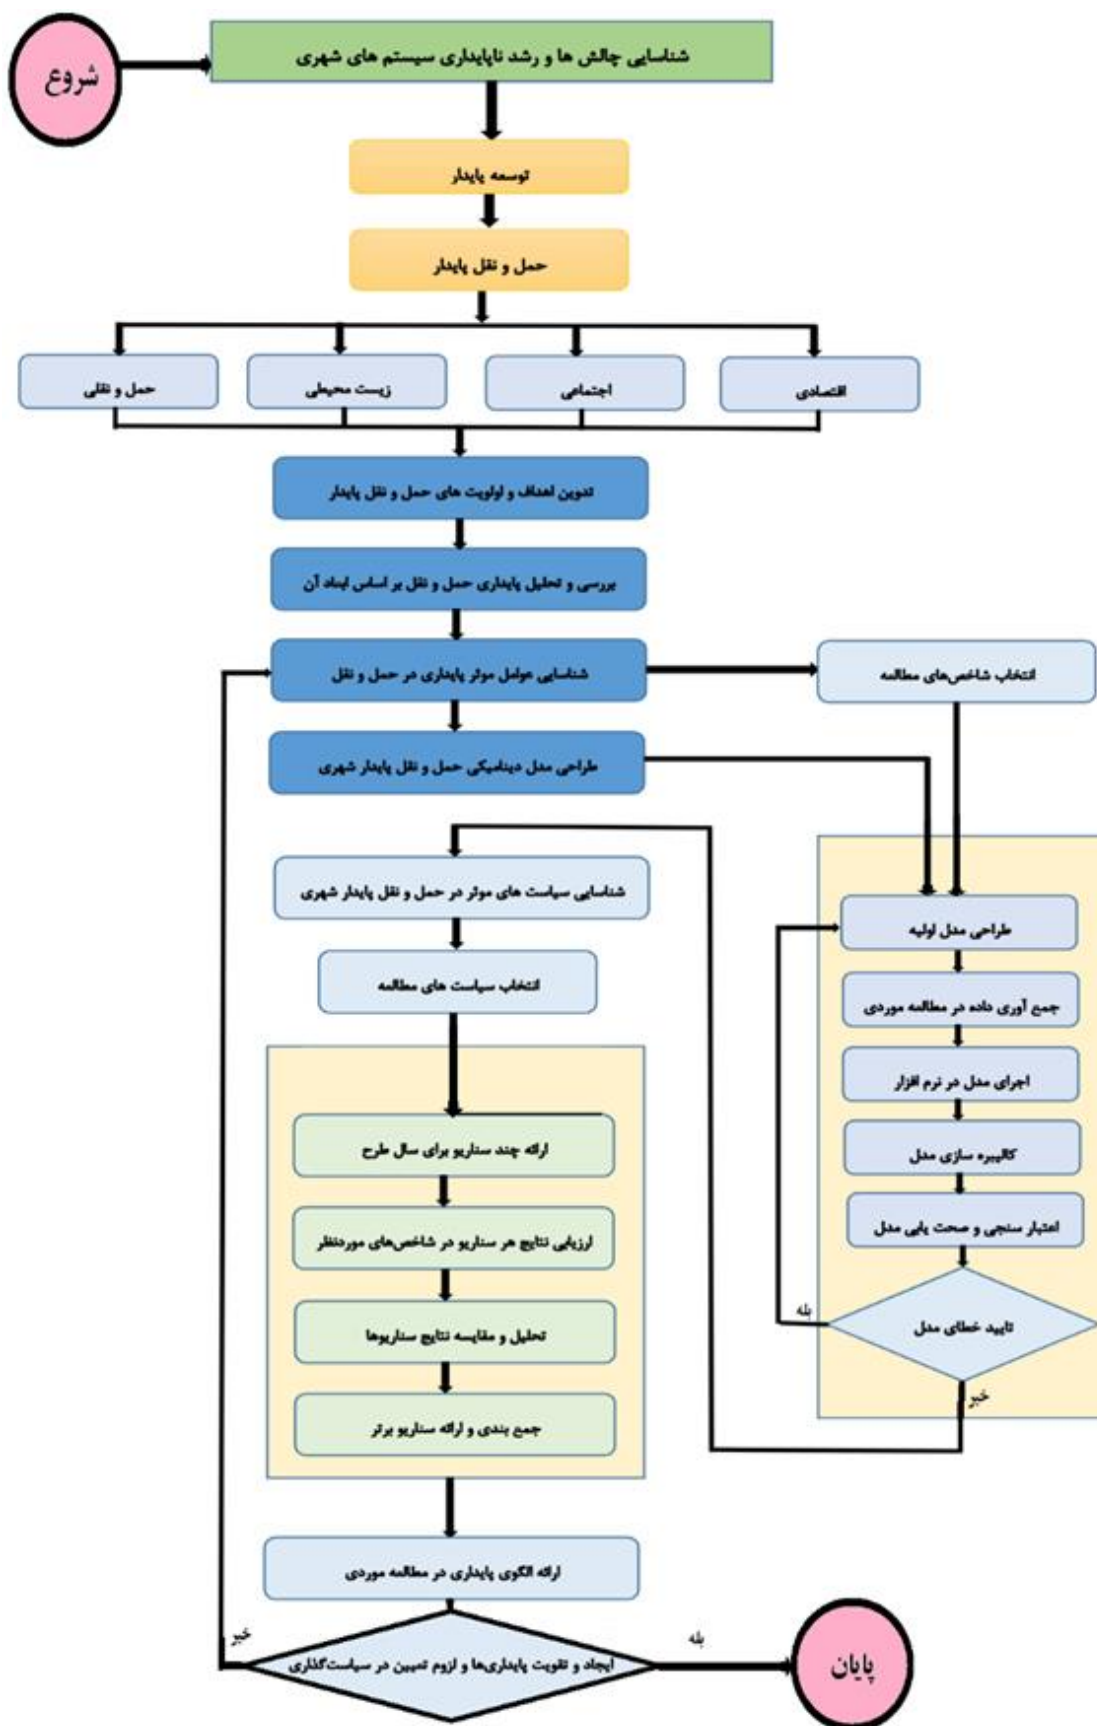 شروع
شناسایی چالش ها و رشد ناپایداری سیستم های شهری
توسعه پایدار
حمل و نقل پایدار
اقتصادی
اجتماعی
زیست محیطی
حمل و نقلی
تدوین اهداف و اولویت های حمل و نقل پایدار
بررسی و تحلیل پایداری حمل و نقل بر اساس ابعاد آن
شناسایی عوامل موثر پایداری در حمل و نقل
انتخاب شاخص‌های مطالعه
طراحی مدل دینامیکی حمل و نقل پایدار شهری
طراحی مدل اولیه
جمع آوری داده در مطالعه موردی
اجرای مدل در نرم افزار
کالیبره سازی مدل
اعتبار سنجی و صحت یابی مدل
تایید خطای مدل
بله
خیر
شناسایی سیاست های موثر در حمل و نقل پایدار شهری
انتخاب سیاست های مطالعه
ارائه چند سناریو برای سال طرح
ارزیابی نتایج هر سناریو در شاخص‌های موردنظر
تحلیل و مقایسه نتایج سناریوها
جمع بندی و ارائه سناریو برتر
ارائه الگوی پایداری در مطالعه موردی
ایجاد و تقویت پایداری‌ها و لزوم تعیین در سیاست‌گذاری
خیر
بله
پایان